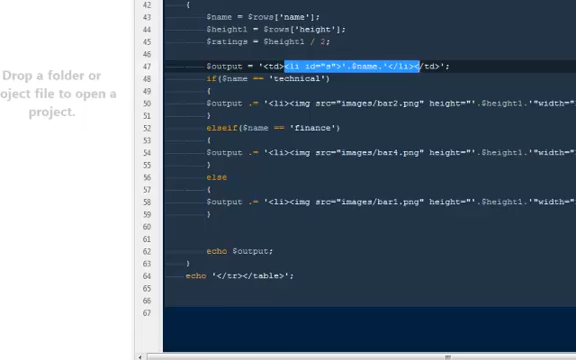 Drop a folder or
oject file to open a
project.
42 {
43 $name = $rows['name'];
44 $height1 = $rows['height'];
45 $ratings = $height1 / 2;
46
47 $output = '<td><li id="s">'.$name.'</li></td>';
48 if($name == 'technical')
49 {
50 $output .= '<li><img src="images/bar2.png" height="'.$height1.'"width="
51 }
52 elseif($name == 'finance')
53 {
54 $output .= '<li><img src="images/bar4.png" height="'.$height1.'"width="
55 }
56 else
57 {
58 $output .= '<li><img src="images/bar1.png" height="'.$height1.'"width="
59 }
60
61
62 echo $output;
63 }
64 echo '</tr></table>';
65
66
67